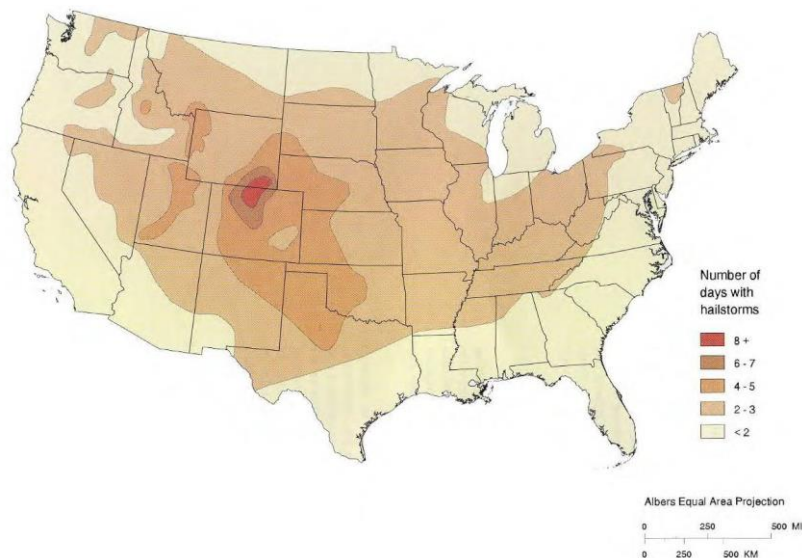 Number of
days with
hailstorms
8 +
6 - 7
4 - 5
2 - 3
< 2
Albers Equal Area Projection
0 250 500 MI
0 250 500 KM